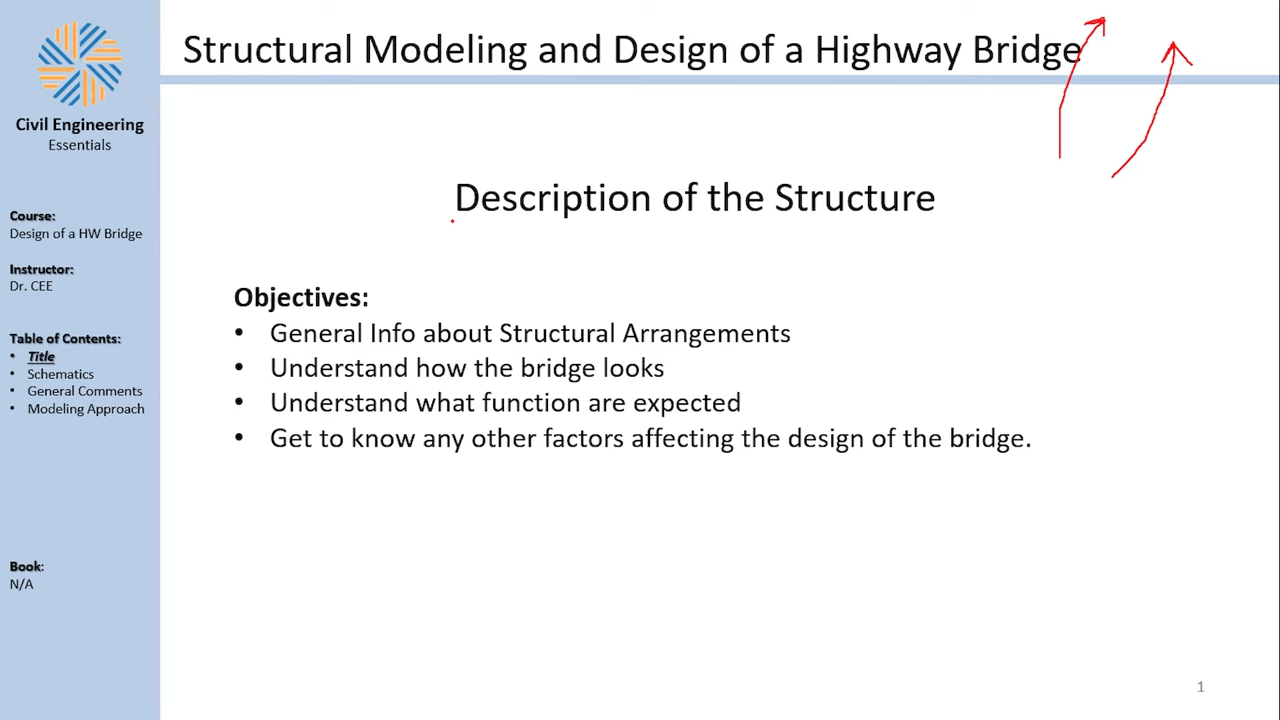 Structural Modeling and Design of a Highway Bridge
Civil Engineering
Essentials
Course:
Design of a HW Bridge
Instructor:
Dr. CEE
Table of Contents:
• Title
• Schematics
• General Comments
• Modeling Approach
Book:
N/A
Description of the Structure
Objectives:
• General Info about Structural Arrangements
• Understand how the bridge looks
• Understand what function are expected
• Get to know any other factors affecting the design of the bridge.
1